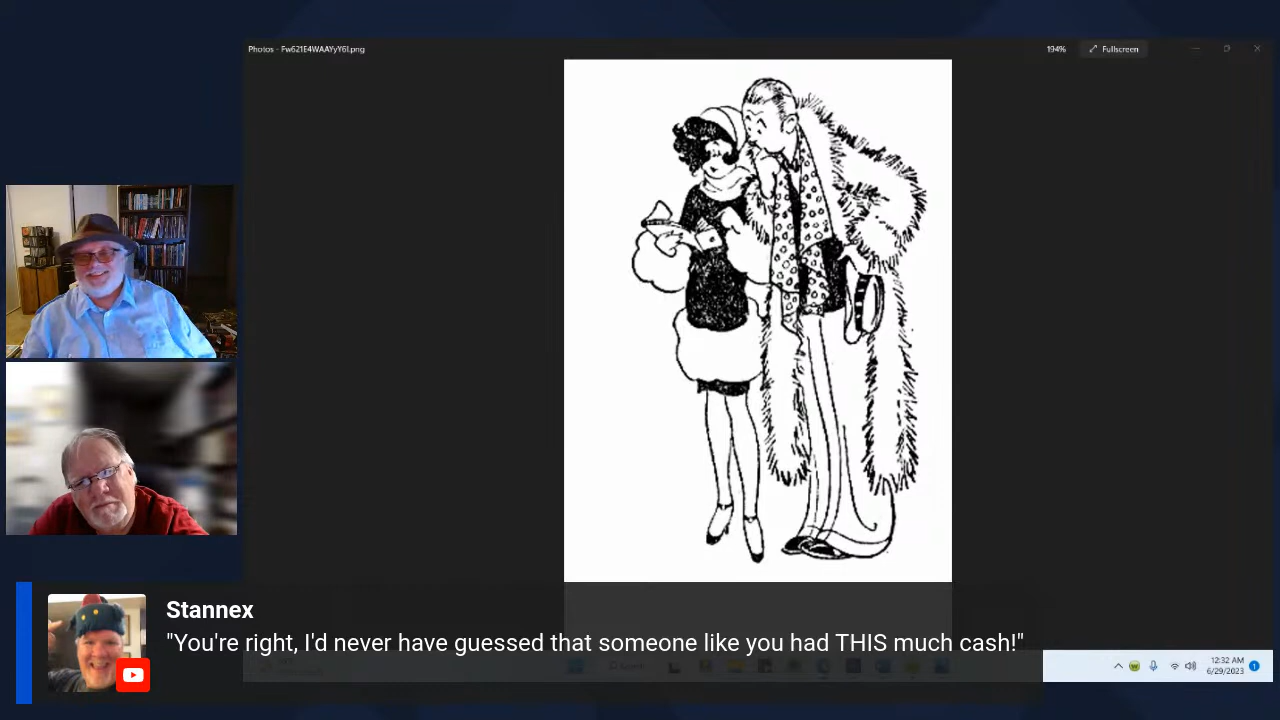 Photos - Fw621E4WAAYyY6l.png
194%
Fullscreen
Stannex
"You're right, I'd never have guessed that someone like you had THIS much cash!"
12:32 AM
6/29/2023
1